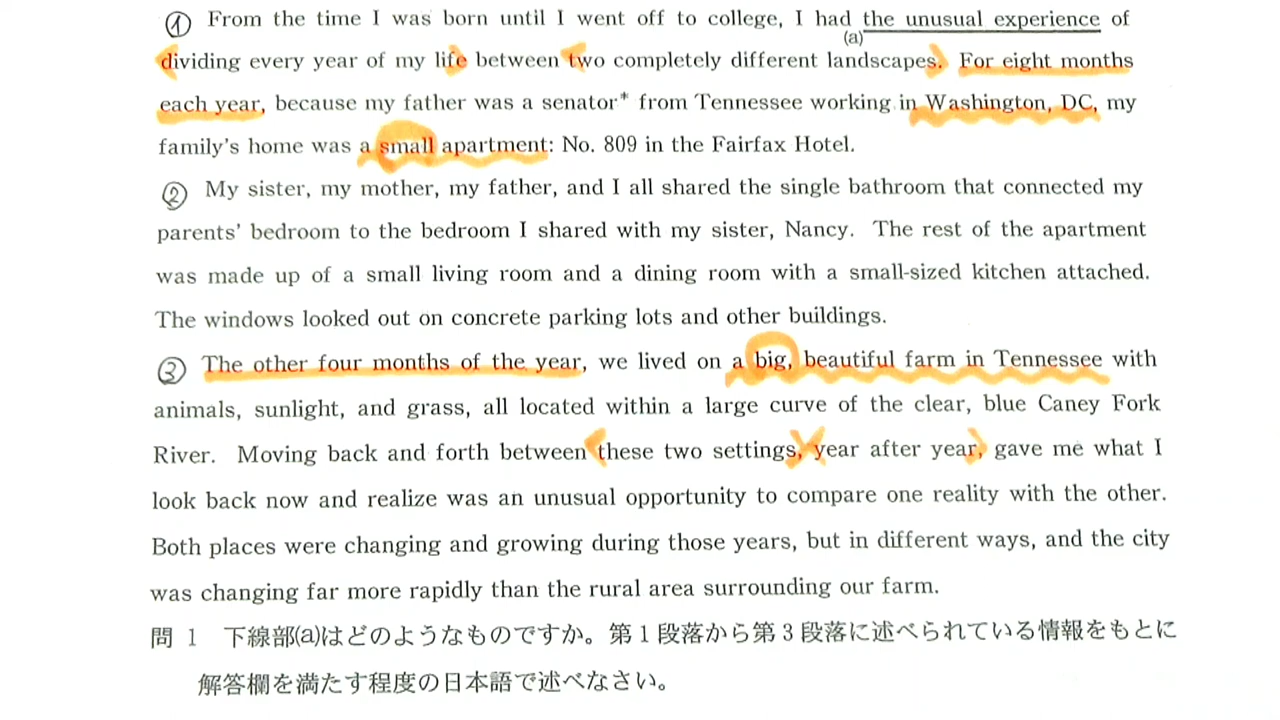 ① From the time I was born until I went off to college, I had the unusual experience of
(a)
dividing every year of my life between two completely different landscapes. For eight months
each year, because my father was a senator* from Tennessee working in Washington, DC, my
family's home was a small apartment: No. 809 in the Fairfax Hotel.
② My sister, my mother, my father, and I all shared the single bathroom that connected my
parents' bedroom to the bedroom I shared with my sister, Nancy. The rest of the apartment
was made up of a small living room and a dining room with a small-sized kitchen attached.
The windows looked out on concrete parking lots and other buildings.
③ The other four months of the year, we lived on a big, beautiful farm in Tennessee with
animals, sunlight, and grass, all located within a large curve of the clear, blue Caney Fork
River. Moving back and forth between these two settings, year after year, gave me what I
look back now and realize was an unusual opportunity to compare one reality with the other.
Both places were changing and growing during those years, but in different ways, and the city
was changing far more rapidly than the rural area surrounding our farm.
問 1 下線部(a)はどのようなものですか。第1段落から第3段落に述べられている情報をもとに
解答欄を満たす程度の日本語で述べなさい。